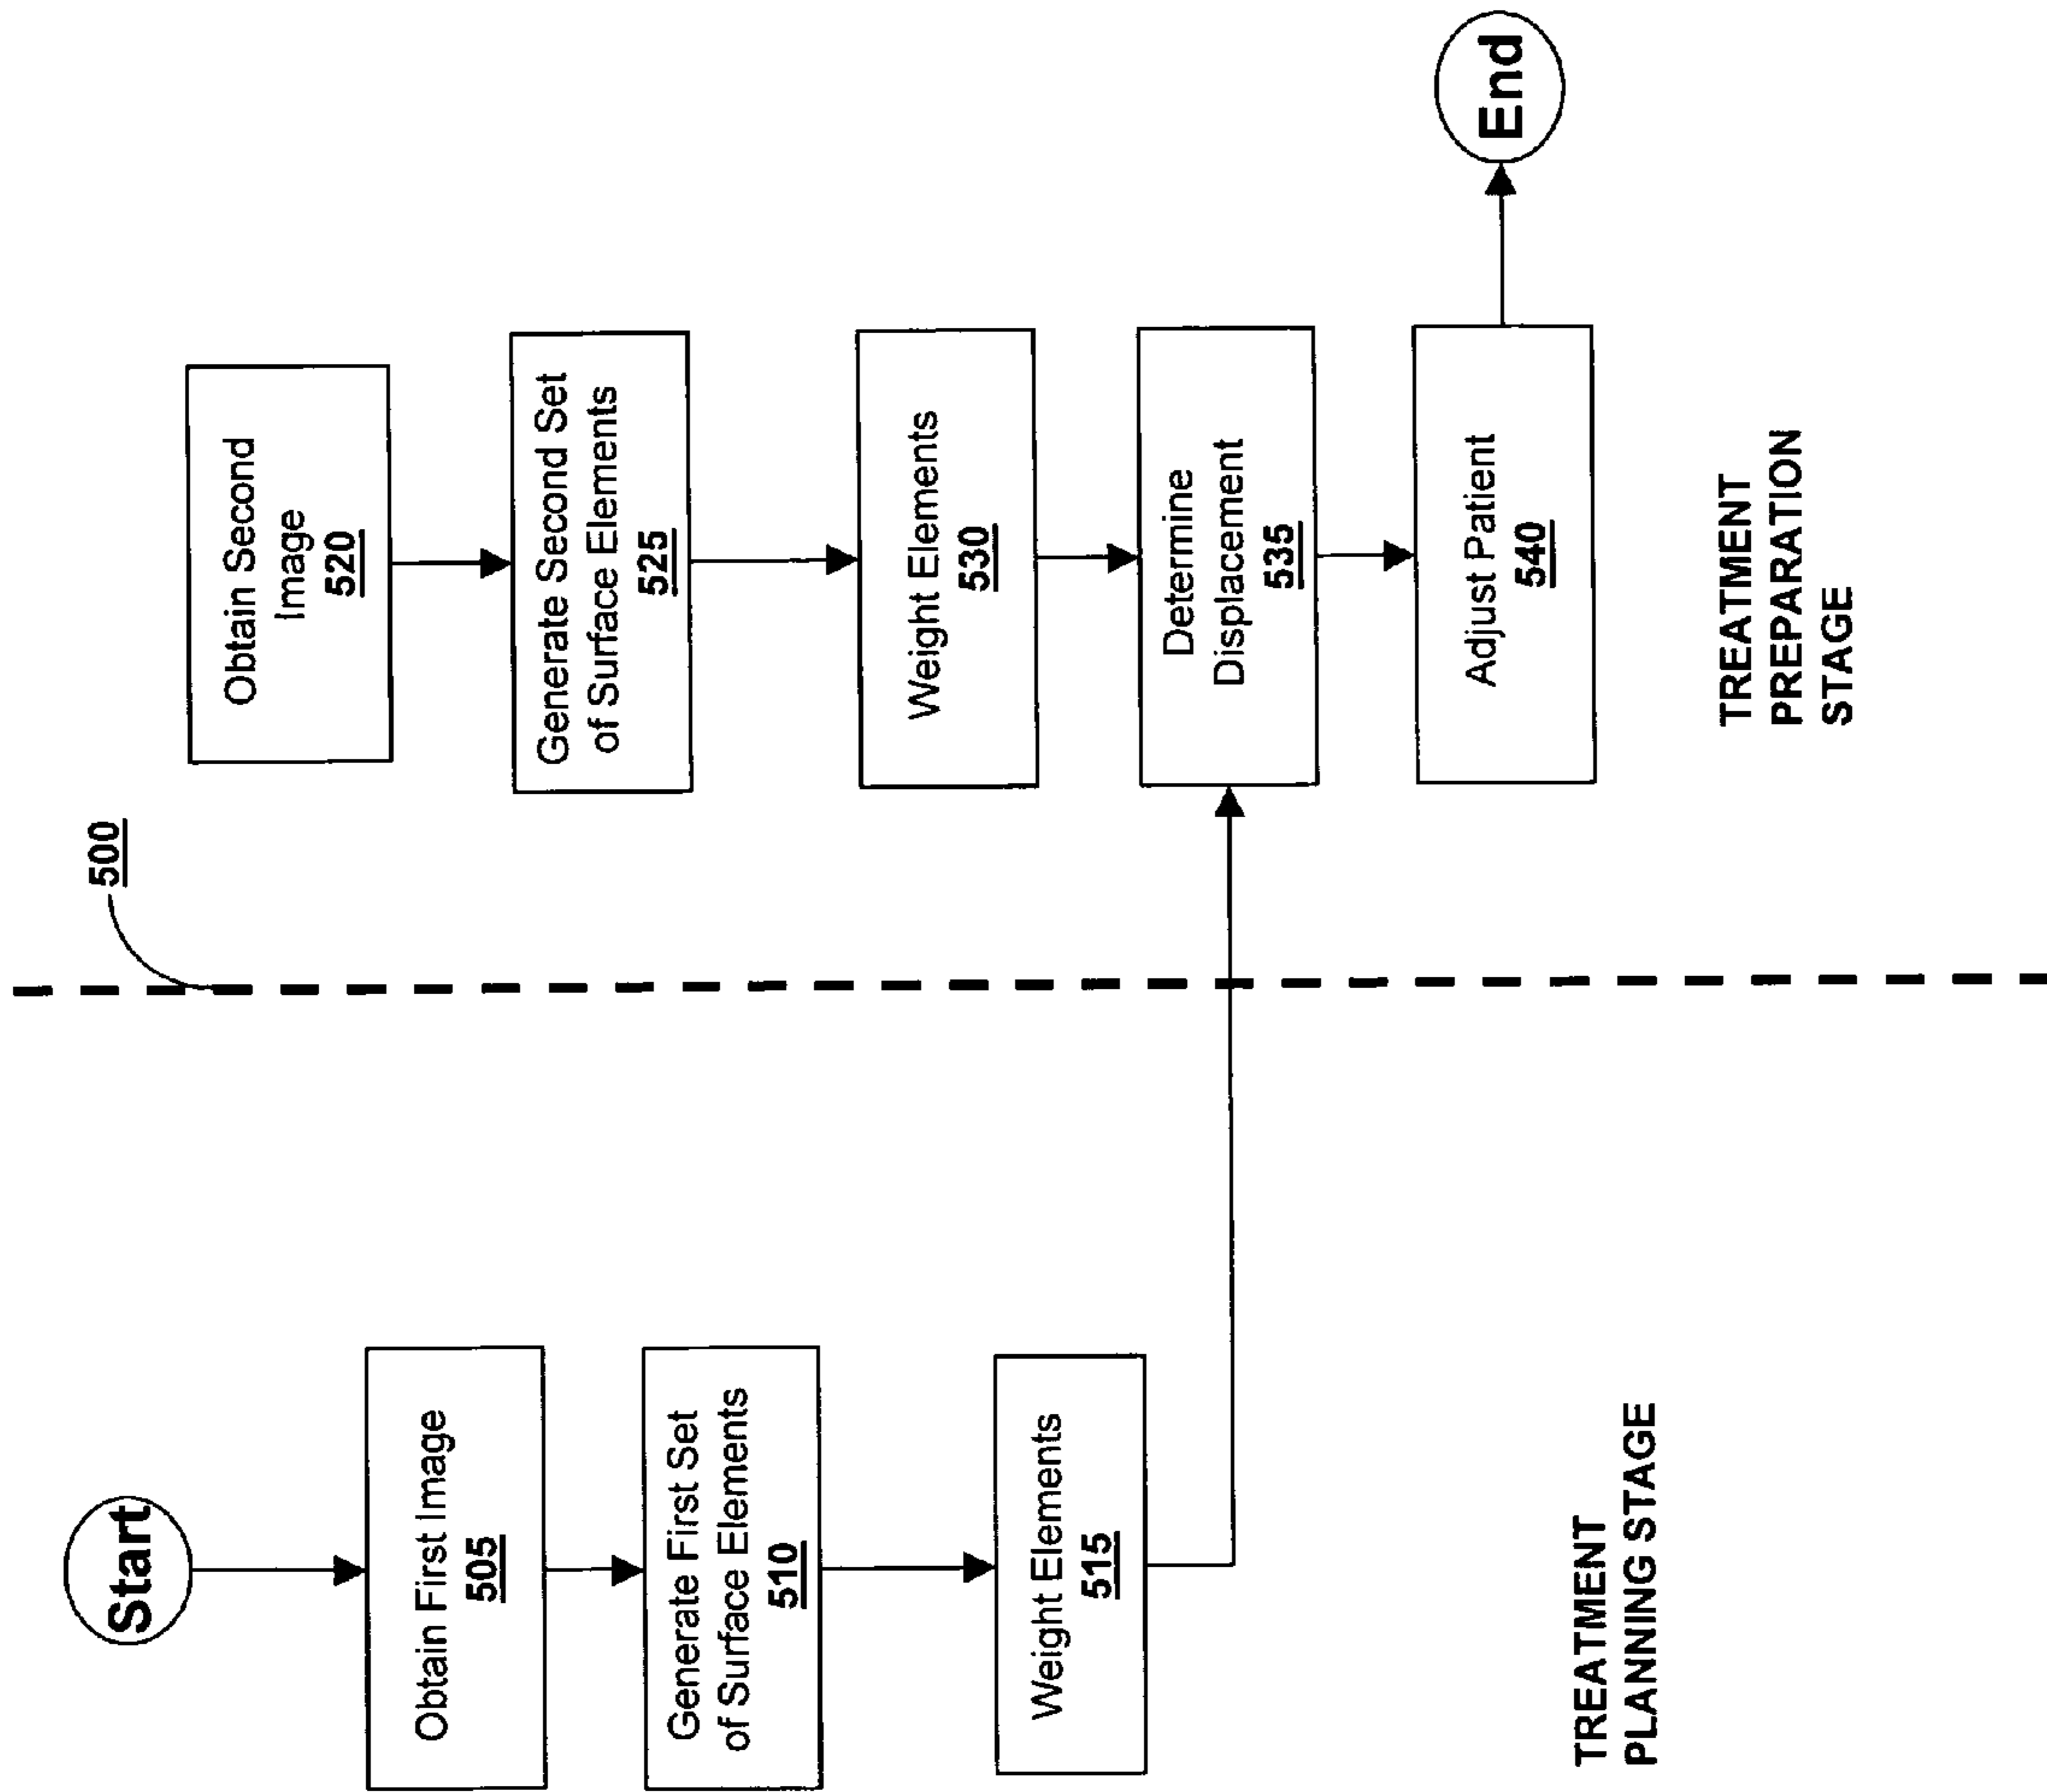 Start
Obtain First Image
505
Generate First Set
of Surface Elements
510
Weight Elements
515
TREATMENT
PLANNING STAGE
500
Obtain Second
Image
520
Generate Second Set
of Surface Elements
525
Weight Elements
530
Determine
Displacement
535
Adjust Patient
540
End
TREATMENT
PREPARATION
STAGE